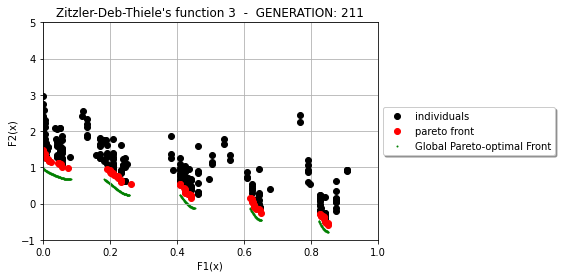 Zitzler-Deb-Thiele's function 3 - GENERATION: 211
5
4
3
2
1
0
−1
F2(x)
0.0 0.2 0.4 0.6 0.8 1.0
F1(x)
individuals
pareto front
Global Pareto-optimal Front